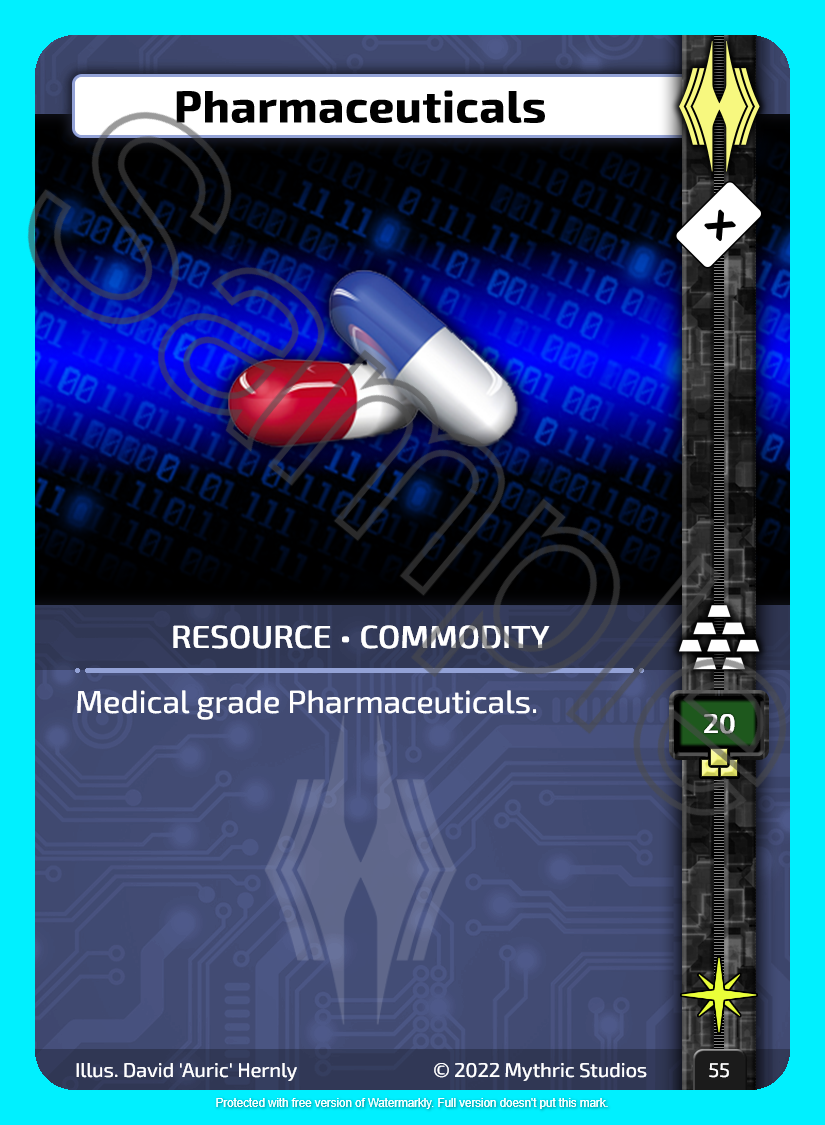 Pharmaceuticals
+
RESOURCE • COMMODITY
Medical grade Pharmaceuticals.
20
Sample
Illus. David 'Auric' Hernly
© 2022 Mythric Studios
55
Protected with free version of Watermarkly. Full version doesn't put this mark.